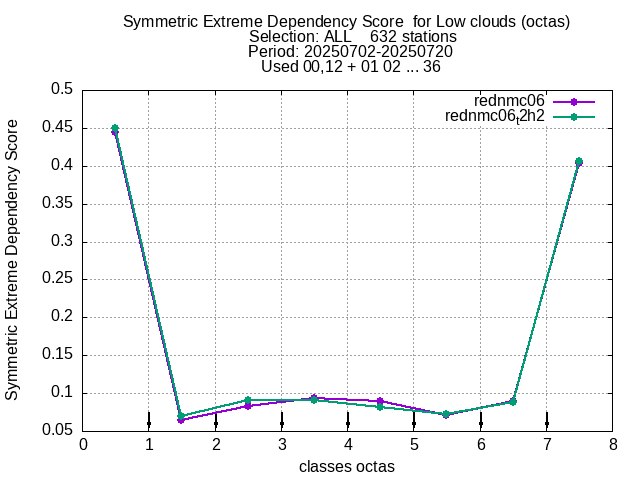 Symmetric Extreme Dependency Score  for Low clouds (octas)
Selection: ALL    632 stations
Period: 20250702-20250720
Used 00,12 + 01 02 ... 36
rednmc06
rednmc06_t2h2
0.5
0.45
0.4
0.35
0.3
0.25
0.2
0.15
0.1
0.05
Symmetric Extreme Dependency Score
0 1 2 3 4 5 6 7 8
classes octas